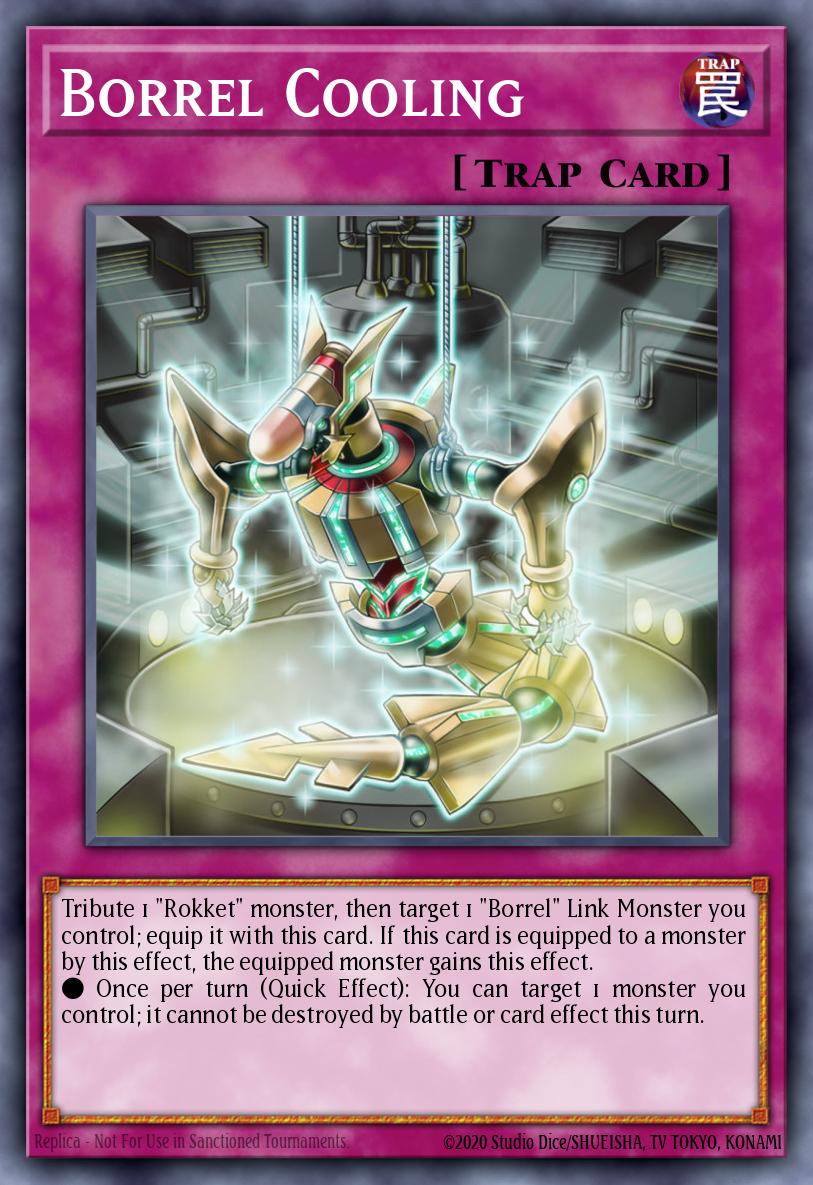 Borrel Cooling
TRAP
罠
[Trap Card]
Tribute 1 "Rokket" monster, then target 1 "Borrel" Link Monster you
control; equip it with this card. If this card is equipped to a monster
by this effect, the equipped monster gains this effect.
● Once per turn (Quick Effect): You can target 1 monster you
control; it cannot be destroyed by battle or card effect this turn.
Replica - Not For Use in Sanctioned Tournaments.
©2020 Studio Dice/SHUEISHA, TV TOKYO, KONAMI